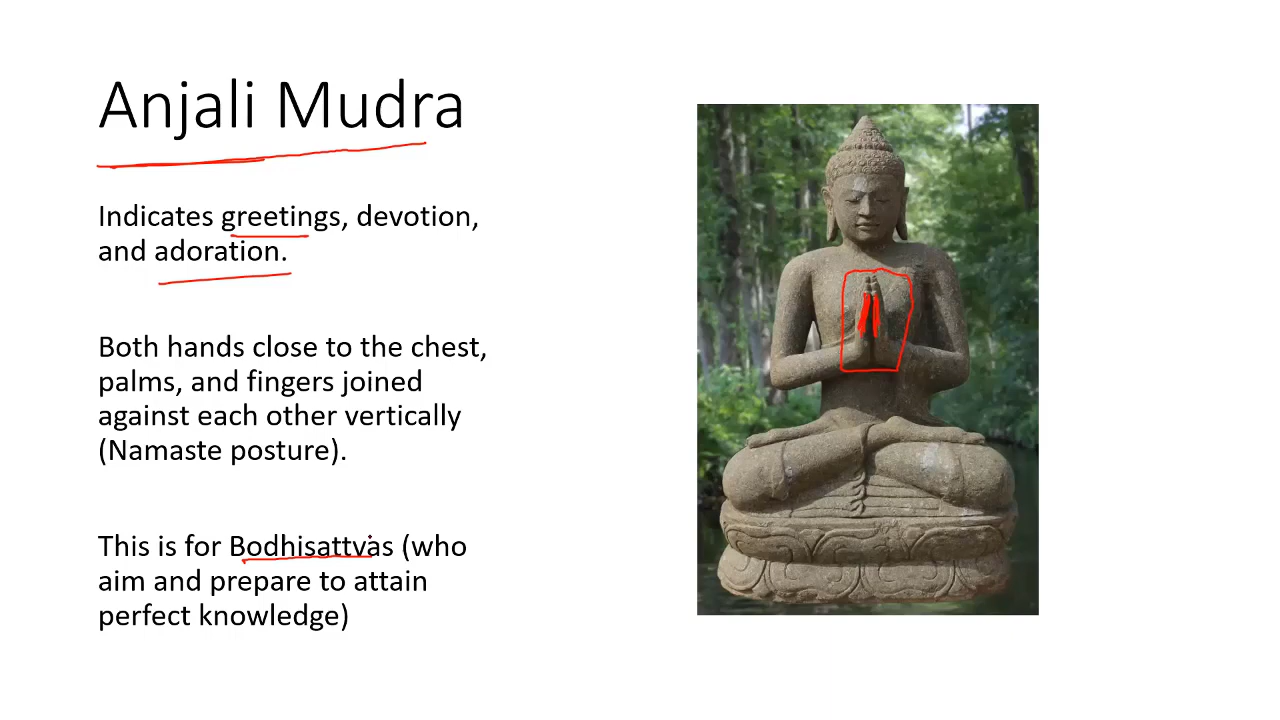 Anjali Mudra
Indicates greetings, devotion,
and adoration.
Both hands close to the chest,
palms, and fingers joined
against each other vertically
(Namaste posture).
This is for Bodhisattvas (who
aim and prepare to attain
perfect knowledge)